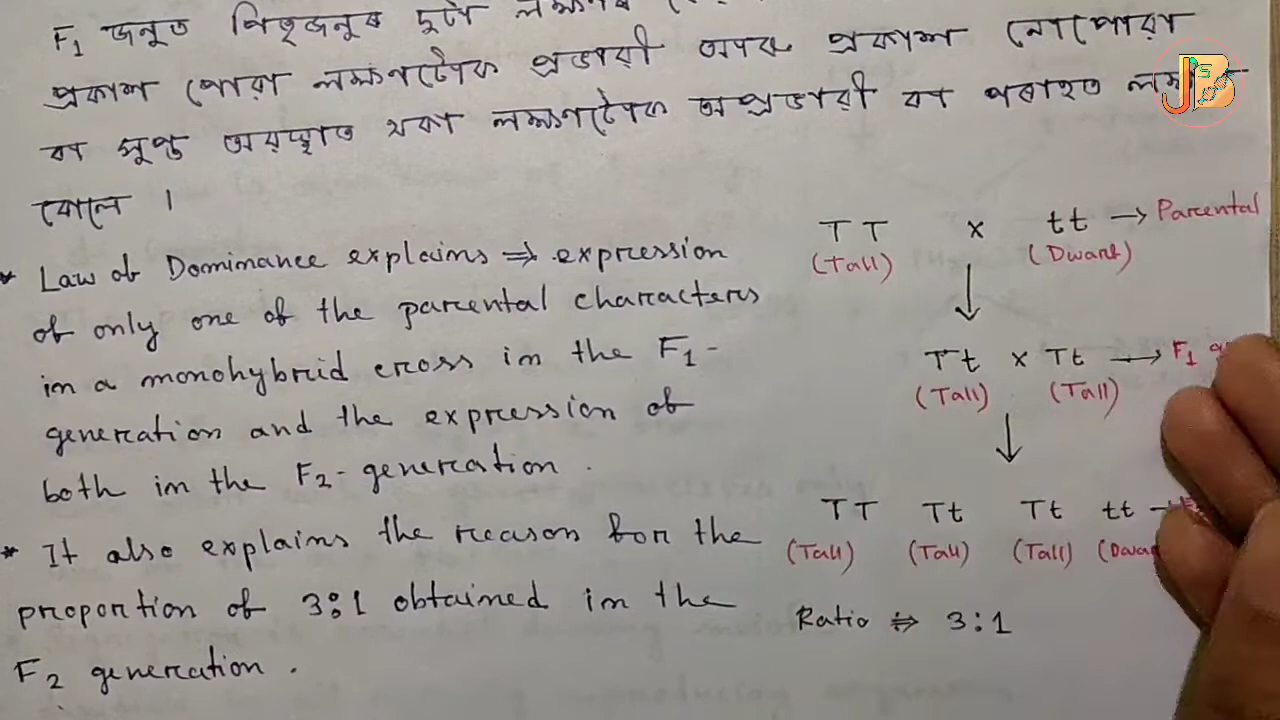 F₁ জনুত পিতৃজনুৰ দুটা
প্ৰকাশ পোৱা লক্ষণটোক প্ৰভাৱী আৰু প্ৰকাশ নোপোৱা
বা সুপ্ত অৱস্থাত থকা লক্ষণটোক অপ্ৰভাৱী বা পৰাহত
বোলে ।
* Law of Dominance explains ⇒ expression
of only one of the parental characters
in a monohybrid cross in the F₁-
generation and the expression of
both in the F₂-generation .
* It also explains the reason for the
proportion of 3:1 obtained in the
F₂ generation .
TT x tt → Parental
(Tall) (Dwarf)
Tt x Tt → F₁
(Tall) (Tall)
TT Tt Tt tt
(Tall) (Tall) (Tall)
Ratio ⇔ 3:1
JB